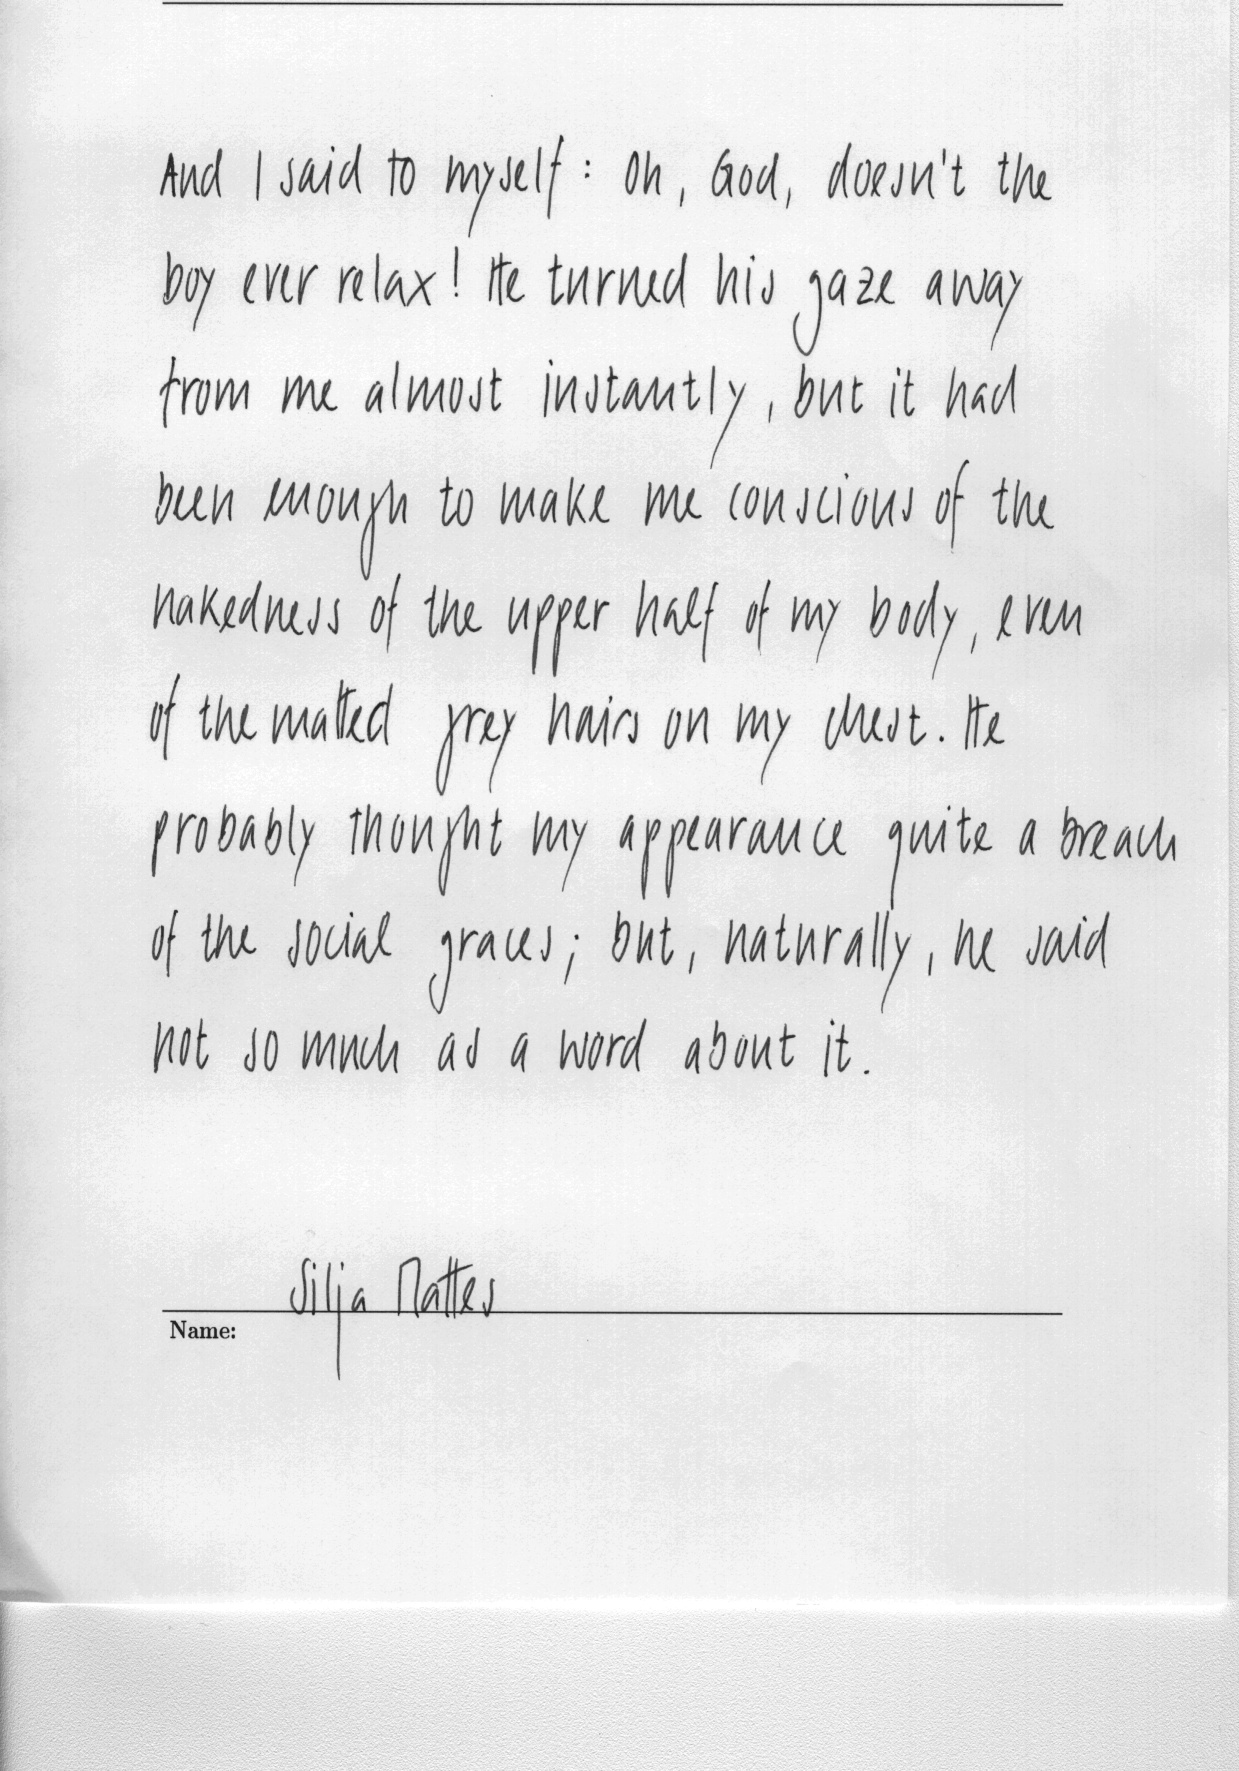 And I said to myself: Oh, God, doesn't the
boy ever relax! He turned his gaze away
from me almost instantly, but it had
been enough to make me conscious of the
nakedness of the upper half of my body, even
of the matted grey hairs on my chest. He
probably thought my appearance quite a breach
of the social graces; but, naturally, he said
not so much as a word about it.
Silja Mattes
Name: